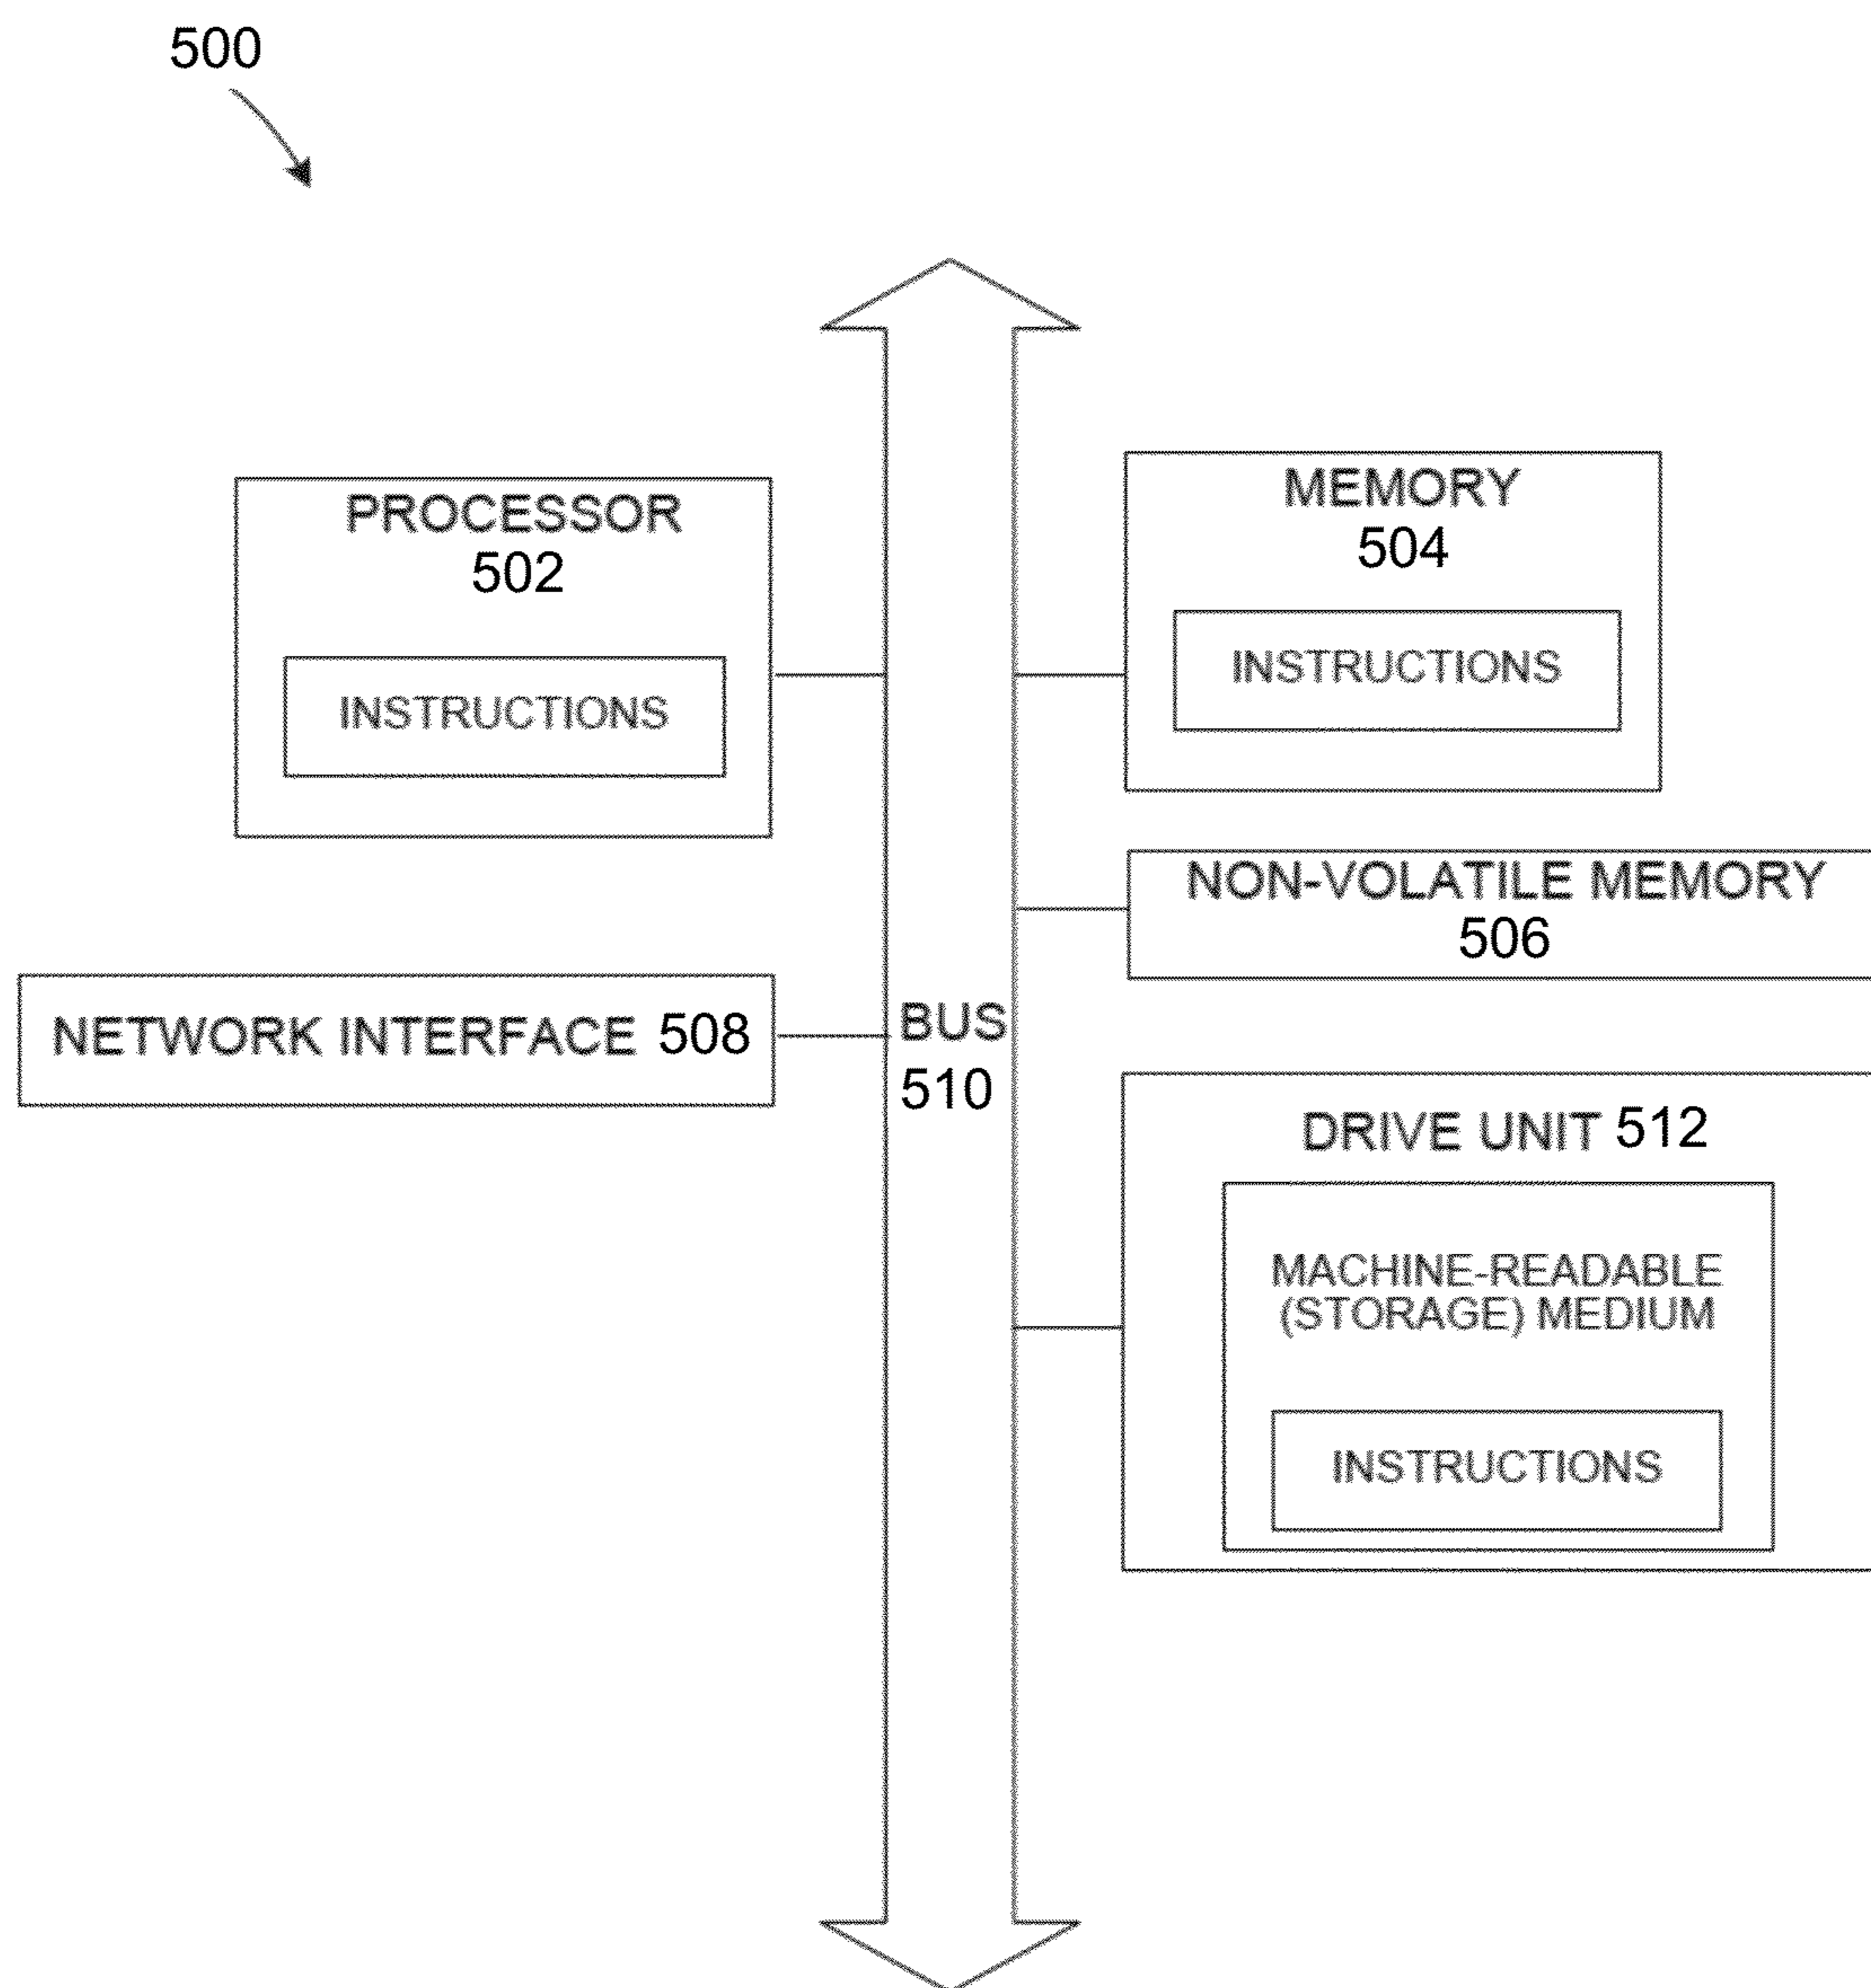 500
PROCESSOR
502
INSTRUCTIONS
MEMORY
504
INSTRUCTIONS
NON-VOLATILE MEMORY
506
NETWORK INTERFACE 508
BUS
510
DRIVE UNIT 512
MACHINE-READABLE
(STORAGE) MEDIUM
INSTRUCTIONS